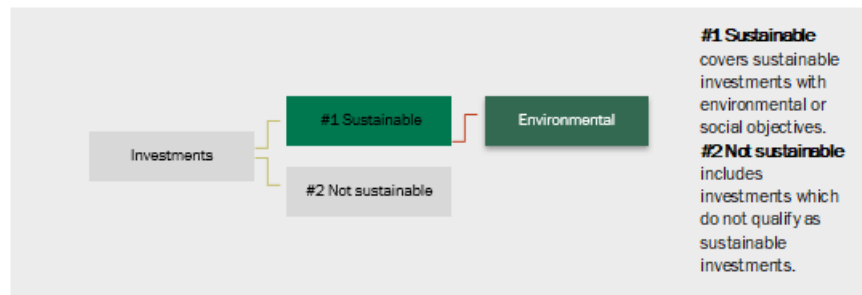 Investments
#1 Sustainable
Environmental
#2 Not sustainable
#1 Sustainable
covers sustainable
investments with
environmental or
social objectives.
#2 Not sustainable
includes
investments which
do not qualify as
sustainable
investments.